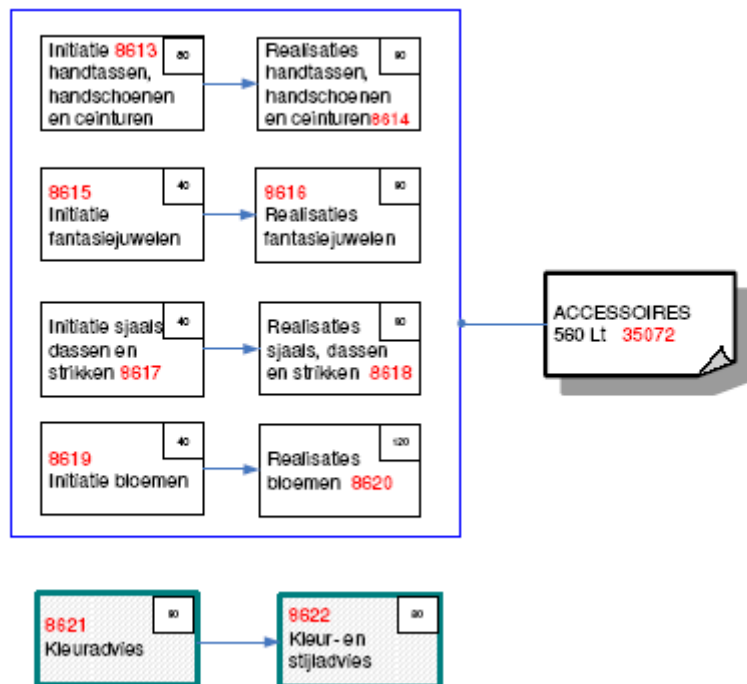 Initiatie 8613
handtassen,
handschoenen
en ceinturen
80
Realisaties
handtassen,
handschoenen
en ceinturen8614
80
8615
Initiatie
fantasiejuwelen
40
8616
Realisaties
fantasiejuwelen
80
Initiatie sjaals,
dassen en
strikken 8617
40
Realisaties
sjaals, dassen
en strikken 8618
80
8619
Initiatie bloemen
40
Realisaties
bloemen 8620
120
ACCESSOIRES
560 Lt 35072
8621
Kleuradvies
80
8622
Kleur- en
stijladvies
80